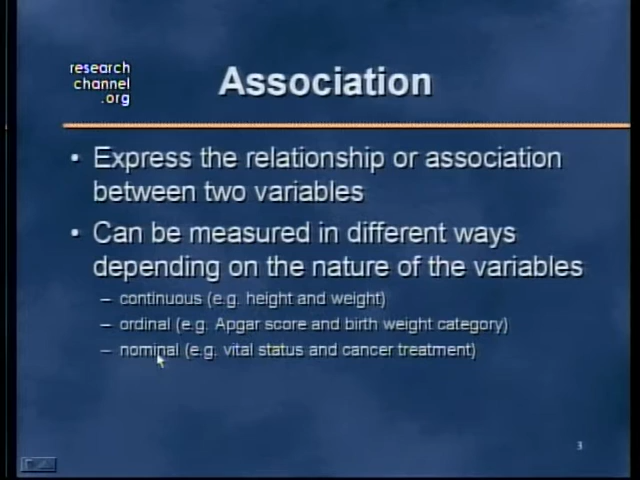 research
channel
.org
Association
• Express the relationship or association
between two variables
• Can be measured in different ways
depending on the nature of the variables
– continuous (e.g. height and weight)
– ordinal (e.g. Apgar score and birth weight category)
– nominal (e.g. vital status and cancer treatment)
3